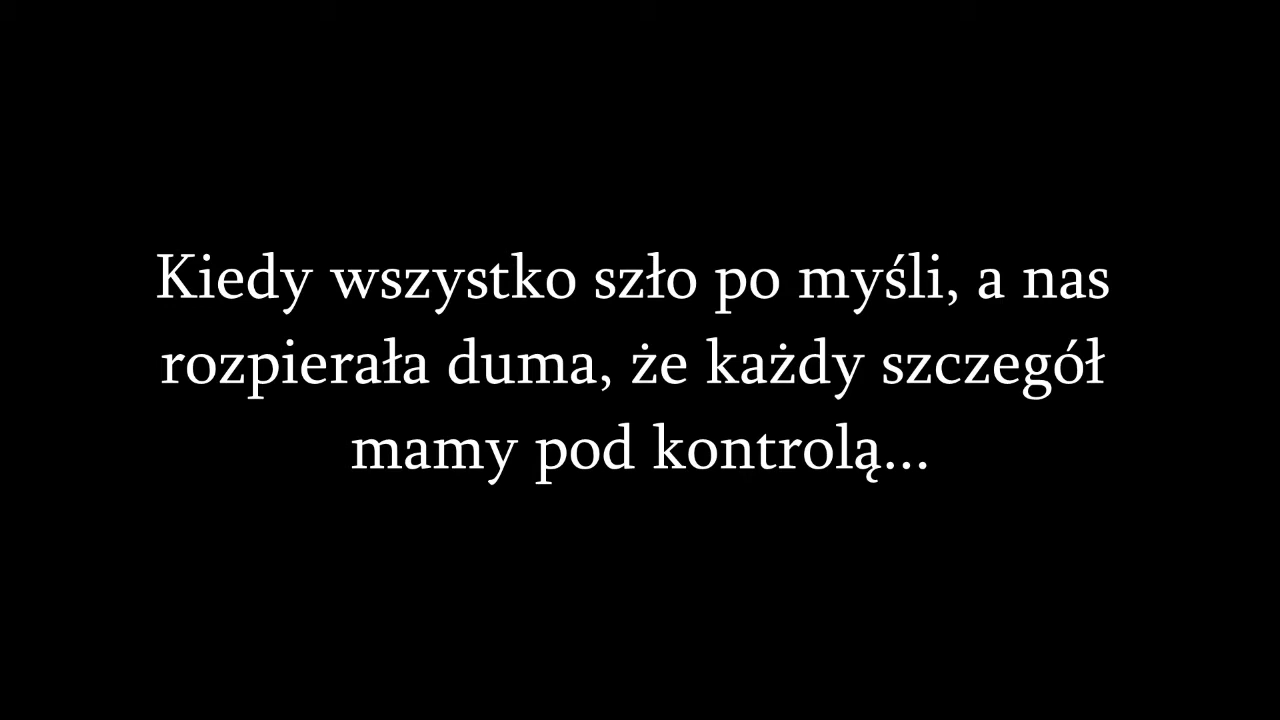 Kiedy wszystko szło po myśli, a nas
rozpierała duma, że każdy szczegół
mamy pod kontrolą...